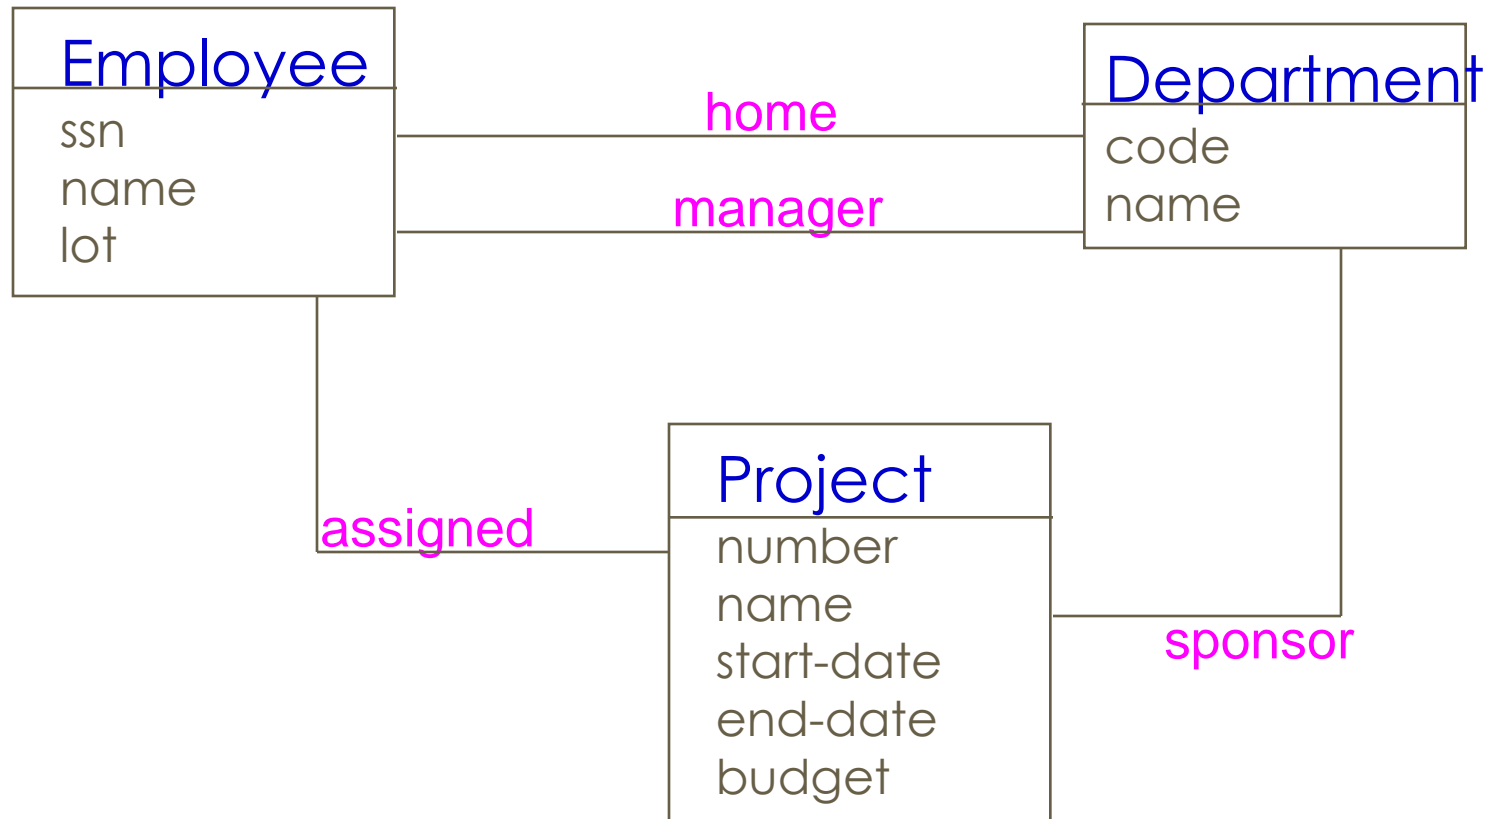 Employee
ssn
name
lot
home
manager
Department
code
name
assigned
Project
number
name
start-date
end-date
budget
sponsor